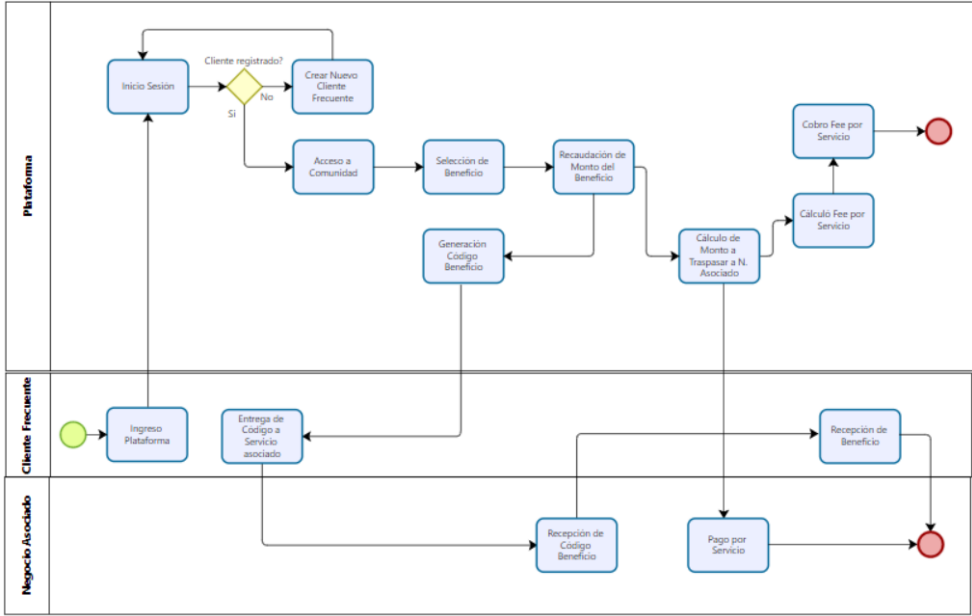 Plataforma
Cliente registrado?
Inicio Sesión
Crear Nuevo
Cliente
Frecuente
No
Si
Acceso a
Comunidad
Selección de
Beneficio
Recaudación de
Monto del
Beneficio
Cobro Fee por
Servicio
Cálculó Fee por
Servicio
Generación
Código
Beneficio
Cálculo de
Monto a
Traspasar a N.
Asociado
Cliente Frecuente
Ingreso
Plataforma
Entrega de
Código a
Servicio
asociado
Recepción de
Beneficio
Negocio Asociado
Recepción de
Código
Beneficio
Pago por
Servicio